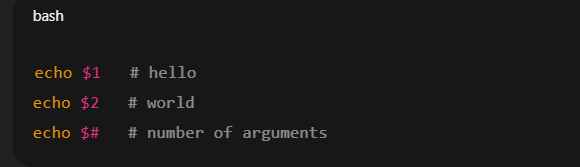 bash
echo $1   # hello
echo $2   # world
echo $#   # number of arguments